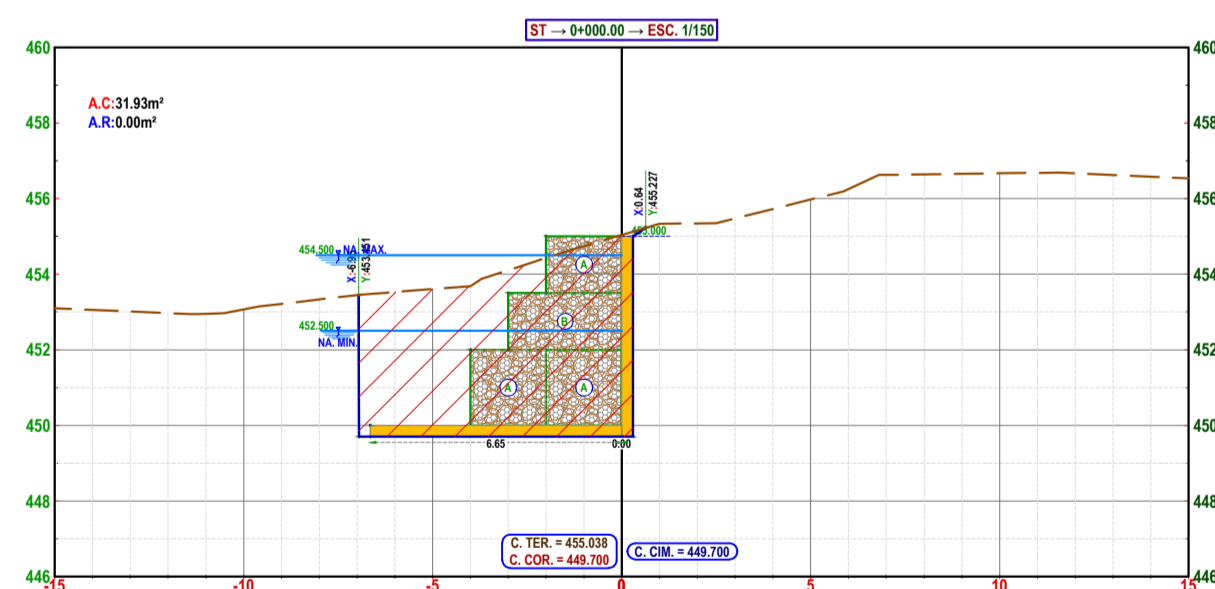 ST → 0+000.00 → ESC. 1/150
460
460
A.C:31.93m²
A.R:0.00m²
458
458
X:0.64
Y:455.227
456
456
455.000
454.500
NA. MAX.
454
454
A
B
452.500
NA. MIN.
452
452
A
A
450
450
6.65
0.00
448
448
C. TER. = 455.038
C. COR. = 449.700
C. CIM. = 449.700
446
446
-15
-10
-5
0
5
10
15